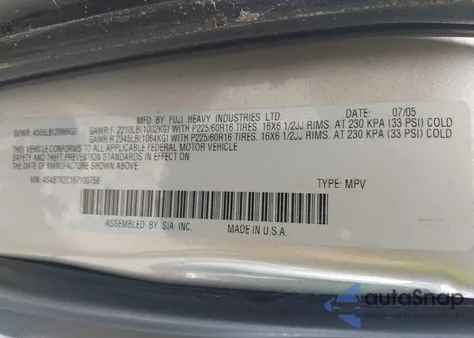 MFD. BY FUJI HEAVY INDUSTRIES LTD. DATE: 07/05
GVWR: 4555LB(2066KG) GAWR:F. 2210LB(1002KG) WITH P225/60R16 TIRES. 16X6 1/2JJ RIMS. AT 230 KPA (33 PSI) COLD
GAWR:R. 2345LB(1064KG) WITH P225/60R16 TIRES. 16X6 1/2JJ RIMS. AT 230 KPA (33 PSI) COLD
THIS VEHICLE CONFORMS TO ALL APPLICABLE FEDERAL MOTOR VEHICLE
SAFETY AND THEFT PREVENTION STANDARDS IN EFFECT ON
THE DATE OF MANUFACTURE SHOWN ABOVE.
VIN: 4S4BT62C167100758 TYPE: MPV
ASSEMBLED BY SIA INC. MADE IN U.S.A.
autoSnap